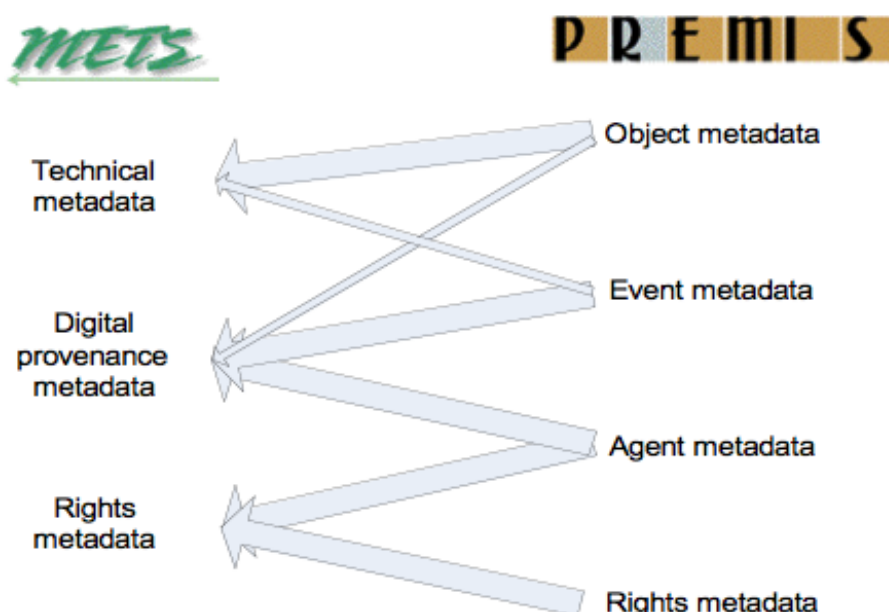 METS
PREMIS
Object metadata
Technical
metadata
Event metadata
Digital
provenance
metadata
Agent metadata
Rights
metadata
Rights metadata